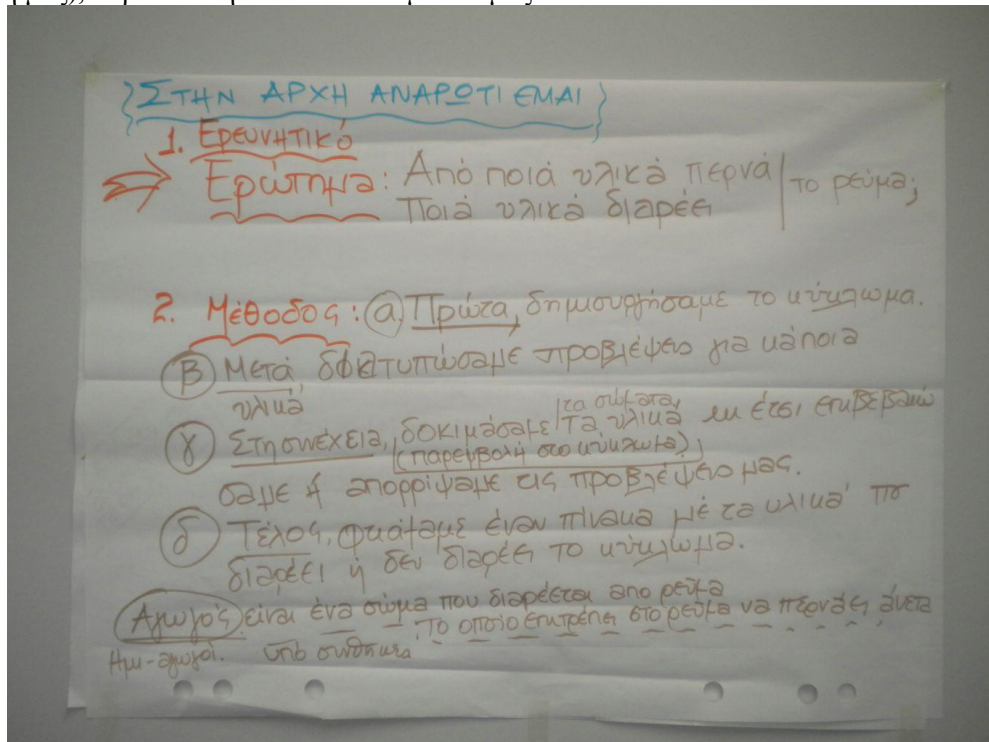 {ΣΤΗΝ ΑΡΧΗ ΑΝΑΡΩΤΙΕΜΑΙ}
1. Ερευνητικό
Ερώτημα: Από ποιά υλικά περνά το ρεύμα;
Ποιά υλικά διαρέει
2. Μέθοδος: α. Πρώτα, δημιουργήσαμε το κύκλωμα.
β Μετά διατυπώσαμε προβλέψεις για κάποια
υλικά
τα σώματα,
γ Στη συνέχεια, δοκιμάσαμε τα υλικά και έτσι επιβεβαιώ
(παρεμβολή στο κύκλωμα)
σαμε ή απορρίψαμε τις προβλέψεις μας.
δ Τέλος, φτιάξαμε έναν πίνακα με τα υλικά που
διαρέει ή δεν διαρέει το κύκλωμα.
Αγωγός είναι ένα σώμα που διαρέεται από ρεύμα
το οποίο επιτρέπει στο ρεύμα να περνάει άνετα
Ημι-αγωγοί. υπό συνθήκες